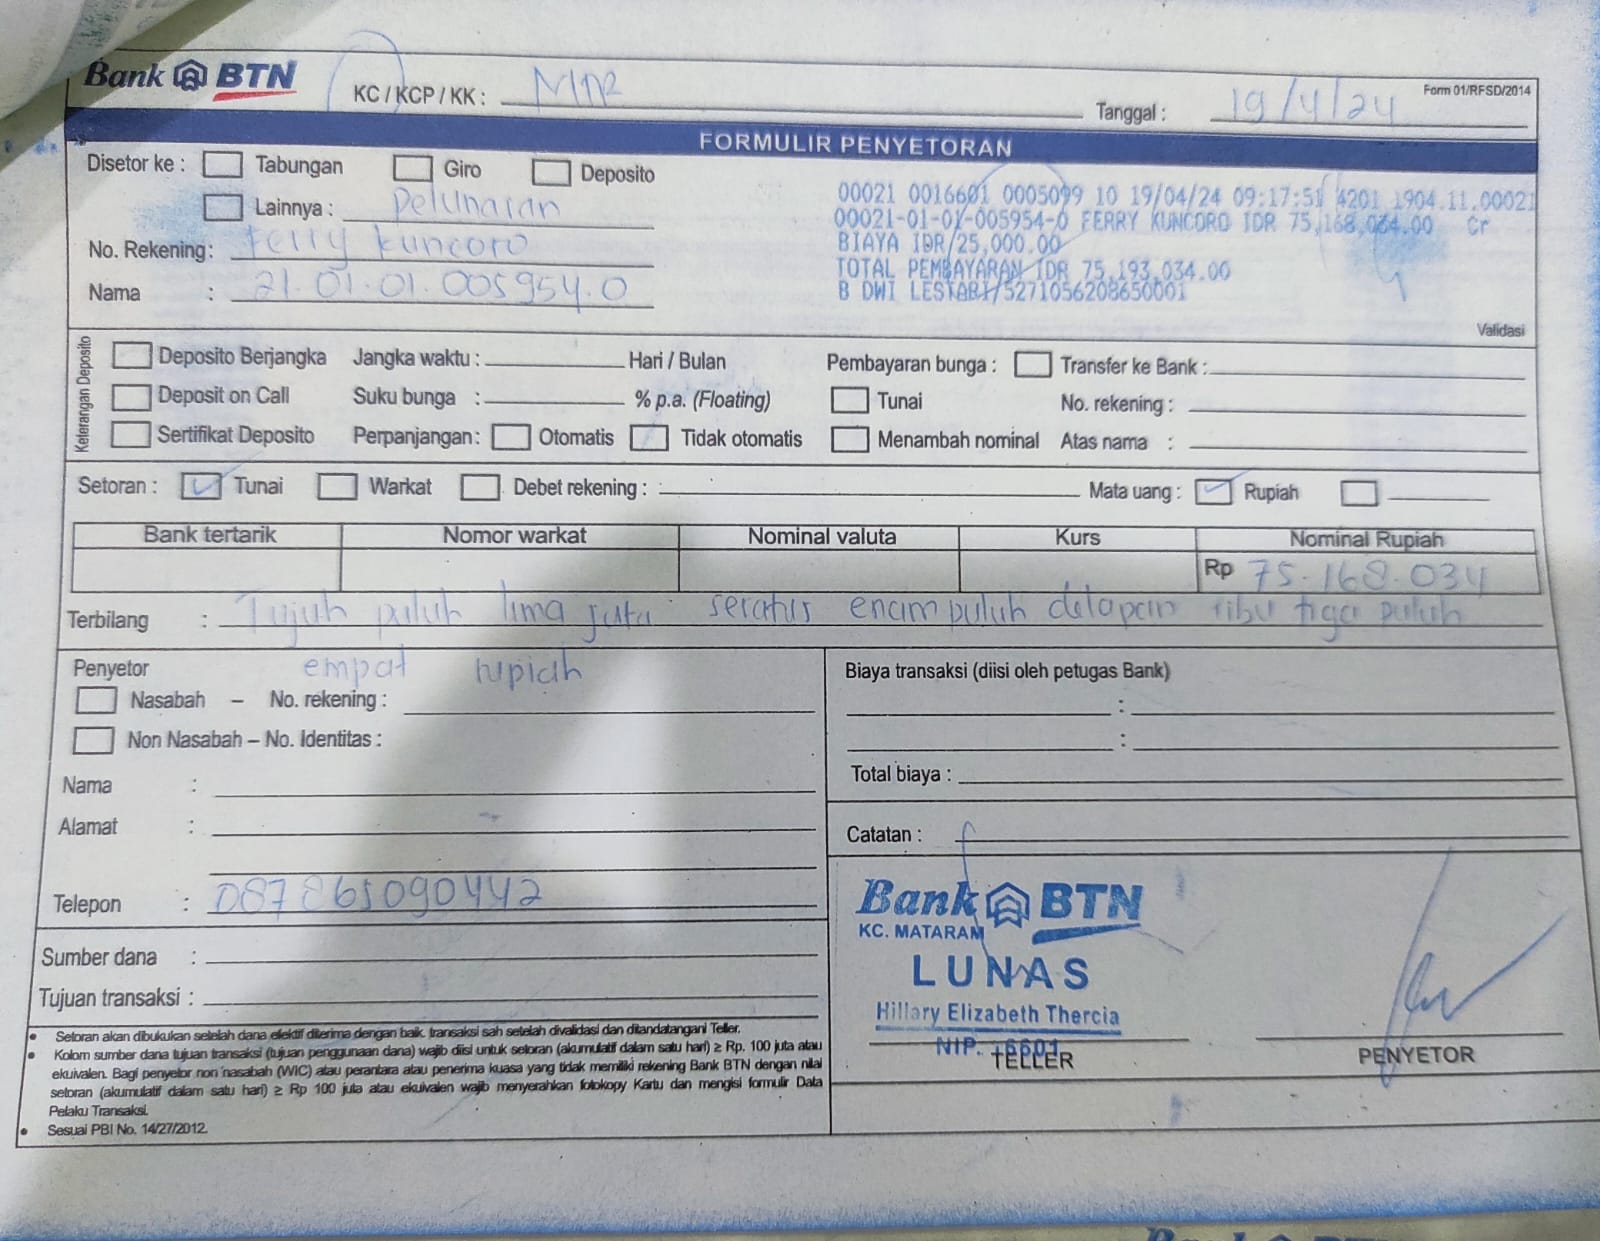 Bank BTN
KC / KCP / KK : MTR
Tanggal : 19/4/24
Form 01/RFSD/2014
FORMULIR PENYETORAN
Disetor ke : Tabungan Giro Deposito
Lainnya : Pelunasan
No. Rekening : Ferry kuncoro
Nama : 21.01.01.005954.0
00021 0016601 0005099 10 19/04/24 09:17:51 4201 1904.11.00021
00021-01-01-005954-0 FERRY KUNCORO IDR 75,168,034.00 Cr
BIAYA IDR/25,000.00
TOTAL PEMBAYARAN IDR 75,193,034.00
B DWI LESTARI/5271056208650001
Validasi
Keterangan Deposito
Deposito Berjangka Jangka waktu : Hari / Bulan Pembayaran bunga : Transfer ke Bank :
Deposit on Call Suku bunga : % p.a. (Floating) Tunai No. rekening :
Sertifikat Deposito Perpanjangan : Otomatis Tidak otomatis Menambah nominal Atas nama :
Setoran : Tunai Warkat Debet rekening : Mata uang : Rupiah
Bank tertarik Nomor warkat Nominal valuta Kurs Nominal Rupiah
Rp 75.168.034
Terbilang : Tujuh puluh lima juta seratus enam puluh delapan ribu tiga puluh
empat rupiah
Penyetor
Nasabah – No. rekening :
Non Nasabah – No. Identitas :
Nama :
Alamat :
Telepon : 087865090442
Sumber dana :
Tujuan transaksi :
Biaya transaksi (diisi oleh petugas Bank)
:
:
Total biaya :
Catatan :
Bank BTN
KC. MATARAM
LUNAS
Hillary Elizabeth Thercia
NIP. 16601
TELLER
PENYETOR
• Setoran akan dibukukan setelah dana efektif diterima dengan baik. transaksi sah setelah divalidasi dan ditandatangani Teller.
• Kolom sumber dana tujuan transaksi (tujuan penggunaan dana) wajib diisi untuk setoran (akumulatif dalam satu hari) ≥ Rp. 100 juta atau
ekuivalen. Bagi penyetor non nasabah (WIC) atau perantara atau penerima kuasa yang tidak memiliki rekening Bank BTN dengan nilai
setoran (akumulatif dalam satu hari) ≥ Rp 100 juta atau ekuivalen wajib menyerahkan fotokopy Kartu dan mengisi formulir Data
Pelaku Transaksi.
• Sesuai PBI No. 14/27/2012.
Bank BTN